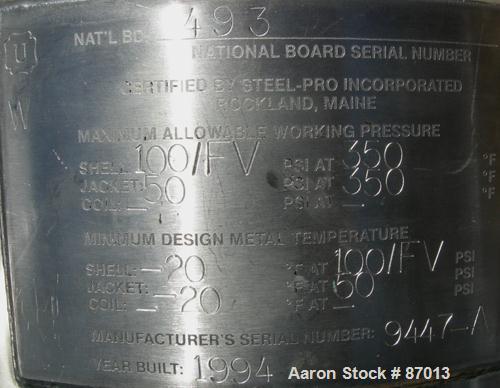 U
NAT'L BD. 493
NATIONAL BOARD SERIAL NUMBER
W
CERTIFIED BY STEEL-PRO INCORPORATED
ROCKLAND, MAINE
MAXIMUM ALLOWABLE WORKING PRESSURE
SHELL: 100/FV PSI AT 350 °F
JACKET: 50 PSI AT 350 °F
COIL: — PSI AT — °F
MINIMUM DESIGN METAL TEMPERATURE
SHELL: -20 °F AT 100/FV PSI
JACKET: -20 °F AT 50 PSI
COIL: — °F AT — PSI
MANUFACTURER'S SERIAL NUMBER: 9447-A
YEAR BUILT: 1994
Aaron Stock # 87013